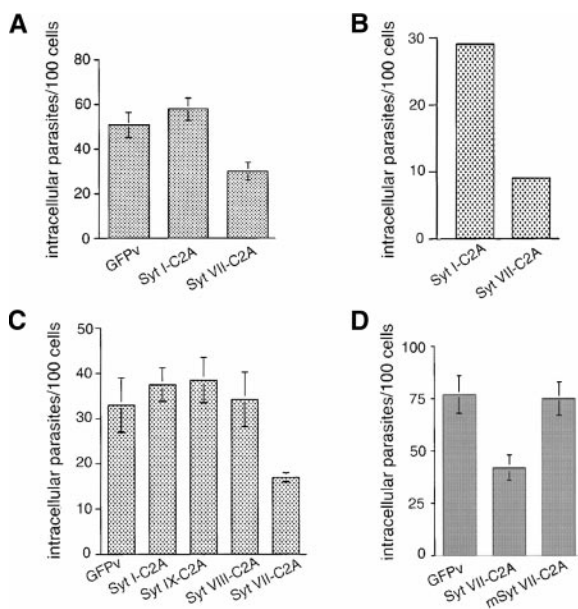 A
intracellular parasites/100 cells
80
60
40
20
0
GFPv
Syt I-C2A
Syt VII-C2A
B
intracellular parasites/100 cells
30
20
10
0
Syt I-C2A
Syt VII-C2A
C
intracellular parasites/100 cells
50
40
30
20
10
0
GFPv
Syt I-C2A
Syt IX-C2A
Syt VIII-C2A
Syt VII-C2A
D
intracellular parasites/100 cells
100
75
50
25
0
GFPv
Syt VII-C2A
mSyt VII-C2A